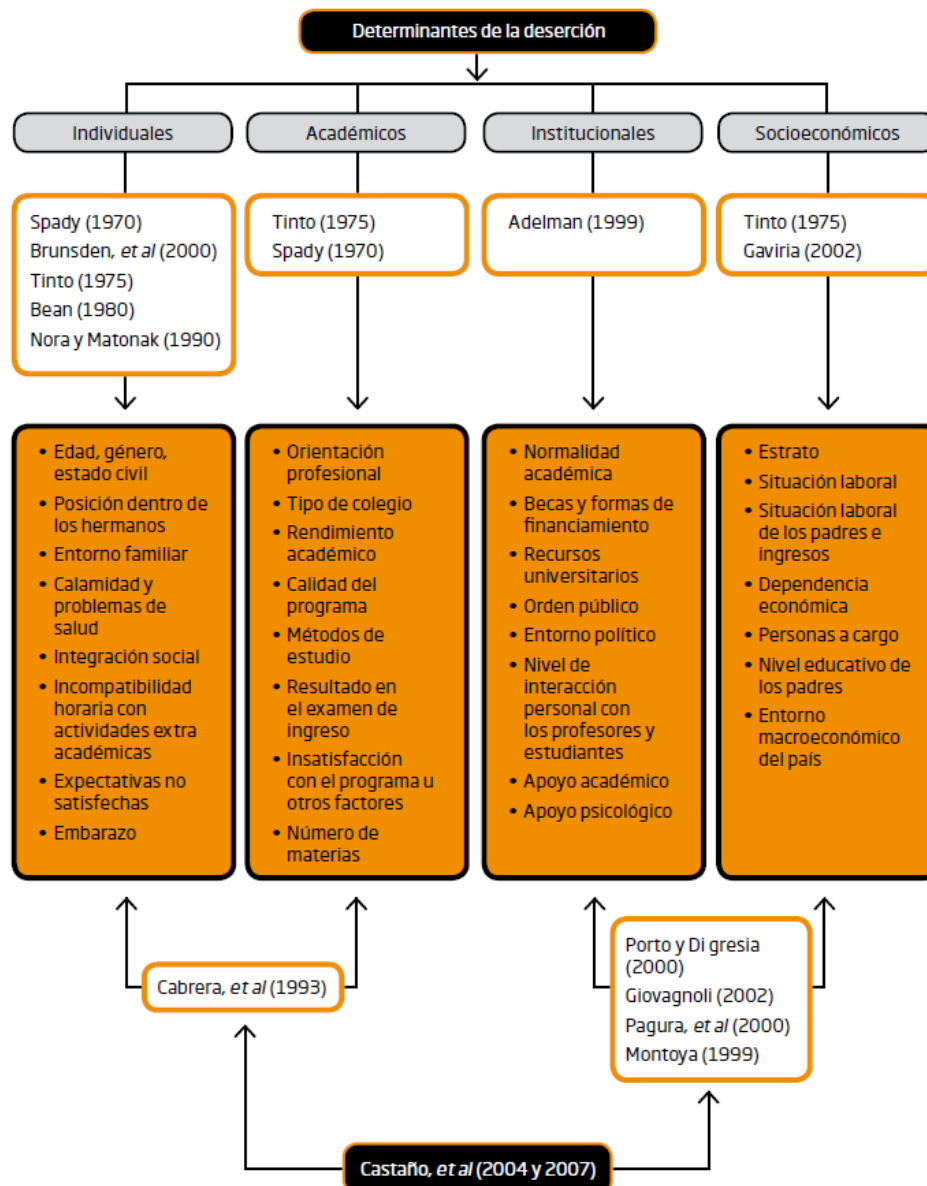 Determinantes de la deserción
Individuales
Académicos
Institucionales
Socioeconómicos
Spady (1970)
Brunsden, et al (2000)
Tinto (1975)
Bean (1980)
Nora y Matonak (1990)
Tinto (1975)
Spady (1970)
Adelman (1999)
Tinto (1975)
Gaviria (2002)
• Edad, género,
estado civil
• Posición dentro de
los hermanos
• Entorno familiar
• Calamidad y
problemas de
salud
• Integración social
• Incompatibilidad
horaria con
actividades extra
académicas
• Expectativas no
satisfechas
• Embarazo
• Orientación
profesional
• Tipo de colegio
• Rendimiento
académico
• Calidad del
programa
• Métodos de
estudio
• Resultado en
el examen de
ingreso
• Insatisfacción
con el programa u
otros factores
• Número de
materias
• Normalidad
académica
• Becas y formas de
financiamiento
• Recursos
universitarios
• Orden público
• Entorno político
• Nivel de
interacción
personal con
los profesores y
estudiantes
• Apoyo académico
• Apoyo psicológico
• Estrato
• Situación laboral
• Situación laboral
de los padres e
ingresos
• Dependencia
económica
• Personas a cargo
• Nivel educativo de
los padres
• Entorno
macroeconómico
del país
Cabrera, et al (1993)
Porto y Di gresia
(2000)
Giovagnoli (2002)
Pagura, et al (2000)
Montoya (1999)
Castaño, et al (2004 y 2007)